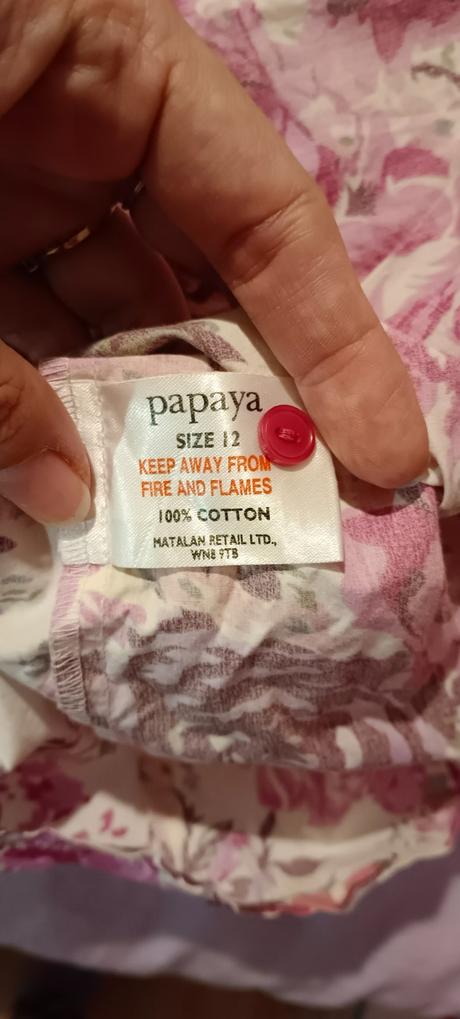 papaya
SIZE 12
KEEP AWAY FROM
FIRE AND FLAMES
100% COTTON
MATALAN RETAIL LTD.,
WN8 9TB